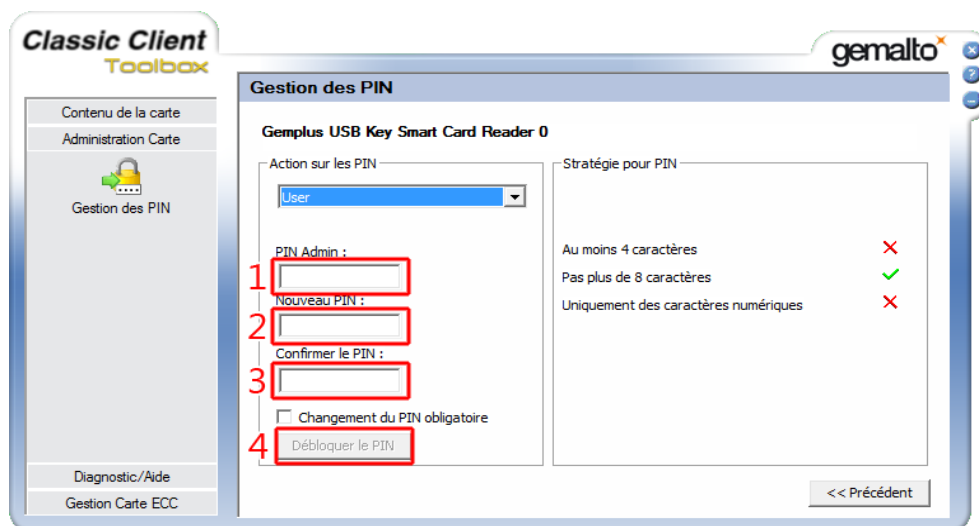 Classic Client
Toolbox
gemalto
Gestion des PIN
Contenu de la carte
Administration Carte
Gestion des PIN
Diagnostic/Aide
Gestion Carte ECC
Gemplus USB Key Smart Card Reader 0
Action sur les PIN
User
PIN Admin :
1
Nouveau PIN :
2
Confirmer le PIN :
3
Changement du PIN obligatoire
4 Débloquer le PIN
Stratégie pour PIN
Au moins 4 caractères
Pas plus de 8 caractères
Uniquement des caractères numériques
<< Précédent